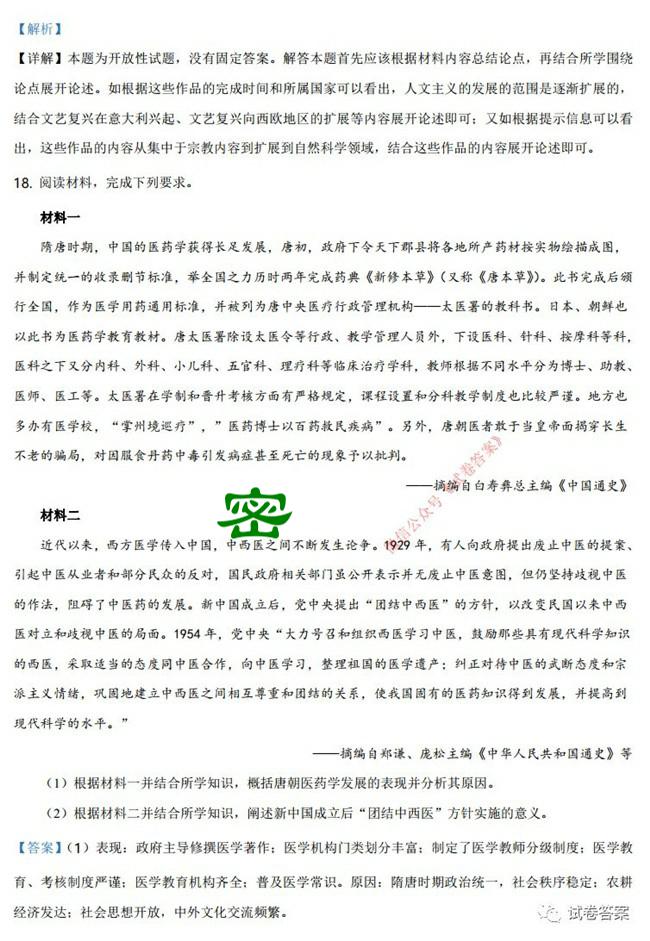 【解析】
【详解】本题为开放性试题，没有固定答案。解答本题首先应该根据材料内容总结论点，再结合所学围绕
论点展开论述。如根据这些作品的完成时间和所属国家可以看出，人文主义的发展的范围是逐渐扩展的，
结合文艺复兴在意大利兴起、文艺复兴向西欧地区的扩展等内容展开论述即可；又如根据提示信息可以看
出，这些作品的内容从集中于宗教内容到扩展到自然科学领域，结合这些作品的内容展开论述即可。
18. 阅读材料，完成下列要求。
材料一
隋唐时期，中国的医药学获得长足发展，唐初，政府下令天下郡县将各地所产药材按实物绘描成图，
并制定统一的收录删节标准，举全国之力历时两年完成药典《新修本草》（又称《唐本草》）。此书完成后颁
行全国，作为医学用药通用标准，并被列为唐中央医疗行政管理机构——太医署的教科书。日本、朝鲜也
以此书为医药学教育教材。唐太医署除设太医令等行政、教学管理人员外，下设医科、针科、按摩科等科，
医科之下又分内科、外科、小儿科、五官科、理疗科等临床治疗学科，教师根据不同水平分为博士、助教、
医师、医工等。太医署在学制和晋升考核方面有严格规定，课程设置和分科教学制度也比较严谨。地方也
多办有医学校，“掌州境巡疗”，”医药博士以百药救民疾病”。另外，唐朝医者敢于当皇帝面揭穿长生
不老的骗局，对因服食丹药中毒引发病症甚至死亡的现象予以批判。
——摘编自白寿彝总主编《中国通史》
微信公众号《试卷答案》
密
材料二
近代以来，西方医学传入中国，中西医之间不断发生论争。1929 年，有人向政府提出废止中医的提案、
引起中医从业者和部分民众的反对，国民政府相关部门虽公开表示并无废止中医意图，但仍坚持歧视中医
的作法，阻碍了中医药的发展。新中国成立后，党中央提出“团结中西医”的方针，以改变民国以来中西
医对立和歧视中医的局面。1954 年，党中央“大力号召和组织西医学习中医，鼓励那些具有现代科学知识
的西医，采取适当的态度同中医合作，向中医学习，整理祖国的医学遗产；纠正对待中医的武断态度和宗
派主义情绪，巩固地建立中西医之间相互尊重和团结的关系，使我国固有的医药知识得到发展，并提高到
现代科学的水平。”
——摘编自郑谦、庞松主编《中华人民共和国通史》等
（1）根据材料一并结合所学知识，概括唐朝医药学发展的表现并分析其原因。
（2）根据材料二并结合所学知识，阐述新中国成立后“团结中西医”方针实施的意义。
【答案】（1）表现：政府主导修撰医学著作；医学机构门类划分丰富；制定了医学教师分级制度；医学教
育、考核制度严谨；医学教育机构齐全；普及医学常识。原因：隋唐时期政治统一，社会秩序稳定；农耕
经济发达；社会思想开放，中外文化交流频繁。
试卷答案